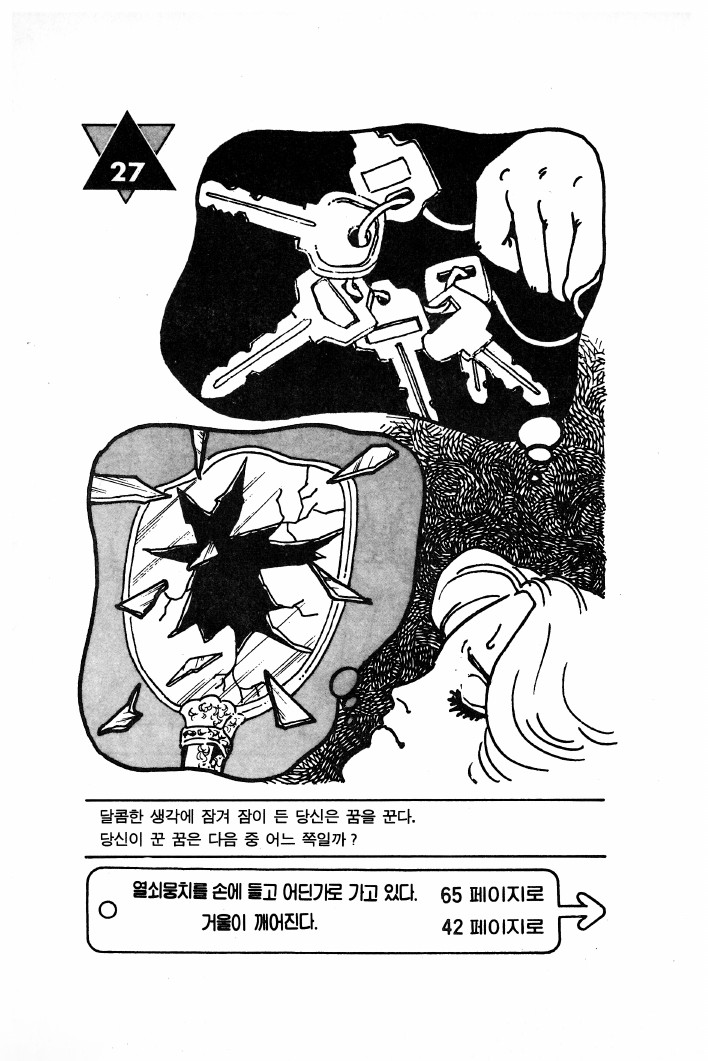 27
달콤한 생각에 잠겨 잠이 든 당신은 꿈을 꾼다.
당신이 꾼 꿈은 다음 중 어느 쪽일까?
열쇠뭉치를 손에 들고 어딘가로 가고 있다. 65 페이지로
거울이 깨어진다. 42 페이지로